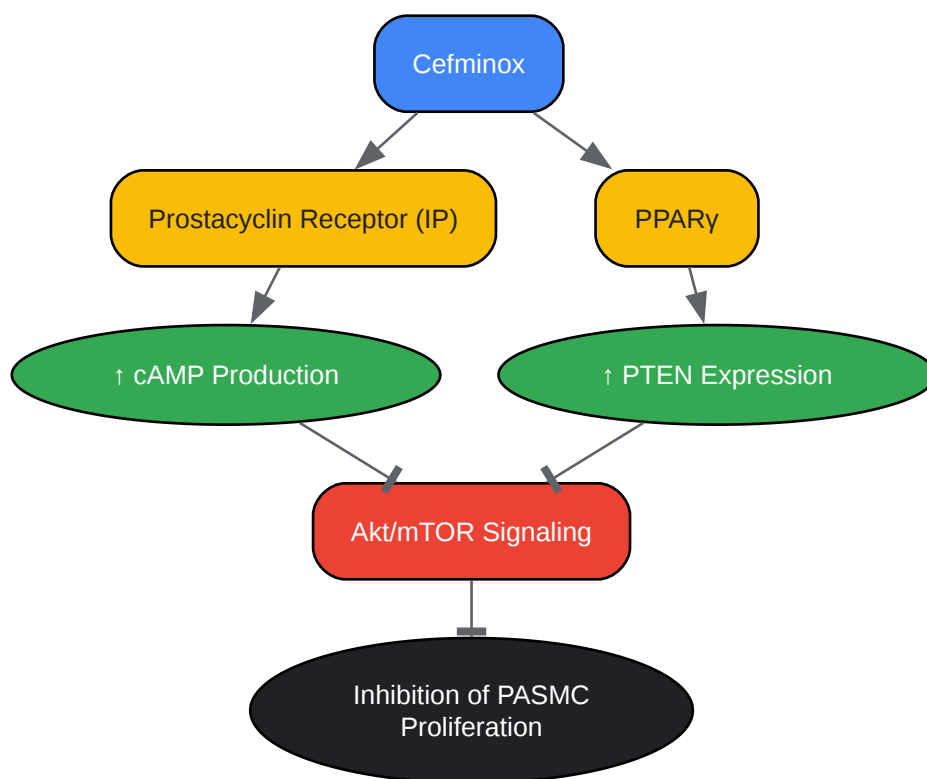 Cefminox
Prostacyclin Receptor (IP)
PPARγ
↑ cAMP Production
↑ PTEN Expression
Akt/mTOR Signaling
Inhibition of PASMC
Proliferation